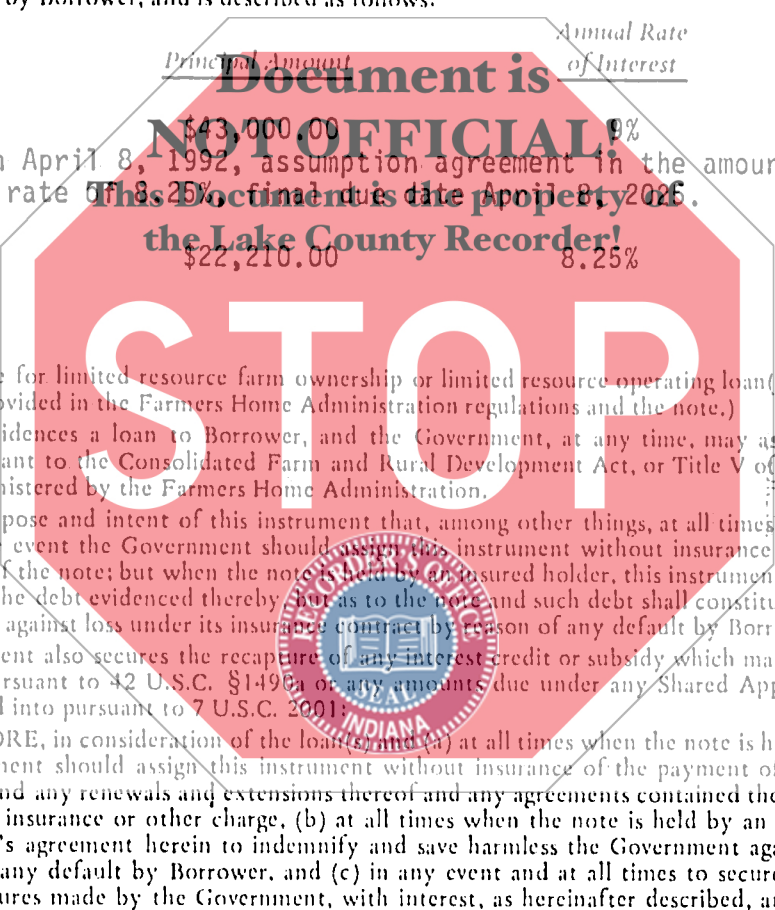 by Borrower, and is described as follows:
Annual Rate
Principal Amount of Interest
Document is
$43,000.00 9%
NOT OFFICIAL!
April 8, 1992, assumption agreement in the amoun
rate of 8.25%, final due date April 8, 2025.
This Document is the property of
the Lake County Recorder!
$22,210.00 8.25%
STOP
for limited resource farm ownership or limited resource operating loan(
ovided in the Farmers Home Administration regulations and the note.)
idences a loan to Borrower, and the Government, at any time, may as
ant to the Consolidated Farm and Rural Development Act, or Title V of
nistered by the Farmers Home Administration.
pose and intent of this instrument that, among other things, at all times
event the Government should assign this instrument without insurance
f the note; but when the note is held by an insured holder, this instrumen
he debt evidenced thereby, but as to the note and such debt shall constitu
against loss under its insurance contract by reason of any default by Borr
ent also secures the recapture of any interest credit or subsidy which ma
rsuant to 42 U.S.C. §1490a or any amounts due under any Shared App
l into pursuant to 7 U.S.C. 2001;
SEAL
INDIANA
ORE, in consideration of the loan(s) and (a) at all times when the note is h
ment should assign this instrument without insurance of the payment of
nd any renewals and extensions thereof and any agreements contained the
insurance or other charge, (b) at all times when the note is held by an
's agreement herein to indemnify and save harmless the Government aga
any default by Borrower, and (c) in any event and at all times to secure
ures made by the Government, with interest, as hereinafter described, a